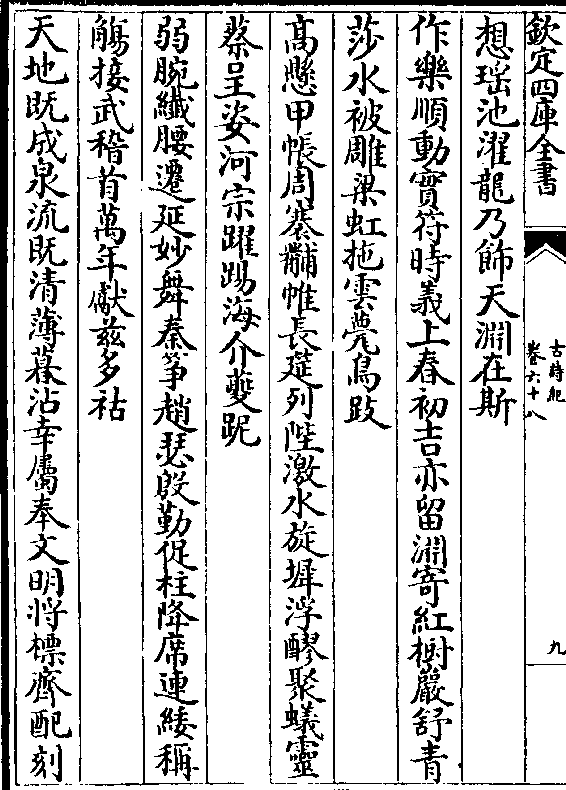 欽定四庫全書
古詩紀
卷六十八
九
想瑶池濯龍乃飾天淵在斯
作樂順動實符時義上春初吉亦留淵寄紅樹巖舒青
莎水被雕梁虹拖雲甍鳥跂
高懸甲帳周褰黼帷長筵列陛激水旋墀浮醪聚蟻靈
蔡呈姿河宗躍踢海介䕫跜
弱腕纎腰遷延妙舞秦箏趙瑟殷勤促柱降席連緌稱
觴接武稽首萬年獻兹多祜
天地既成泉流既清薄暮沾幸屬奉文明將標齊配刻